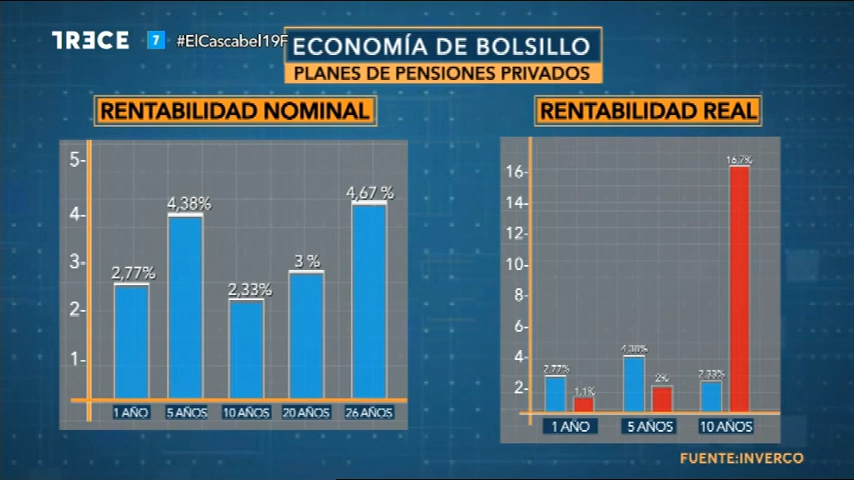 TRECE 7 #ElCascabel19F
ECONOMÍA DE BOLSILLO
PLANES DE PENSIONES PRIVADOS
RENTABILIDAD NOMINAL
5-
4-
3-
2-
1-
2,77%
4,38%
2,33%
3 %
4,67 %
1 AÑO
5 AÑOS
10 AÑOS
20 AÑOS
26 AÑOS
RENTABILIDAD REAL
16-
14-
12-
10-
8-
6-
4-
2-
2,77%
1,1%
4,38%
2%
2,33%
16,7%
1 AÑO
5 AÑOS
10 AÑOS
FUENTE:INVERCO